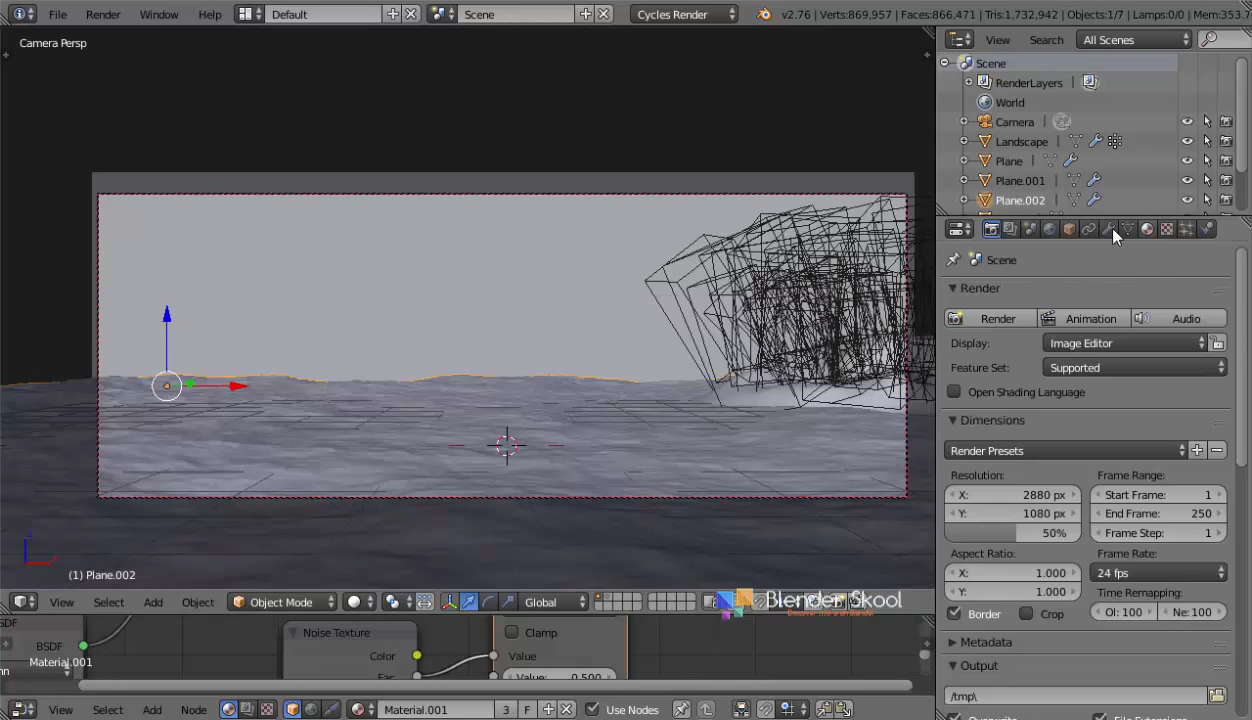 File Render Window Help Default Scene Cycles Render v2.76 | Verts:869,957 | Faces:866,471 | Tris:1,732,942 | Objects:1/7 | Lamps:0/0 | Mem:353.7
Camera Persp
View Search All Scenes
Scene
RenderLayers
World
Camera
Landscape
Plane
Plane.001
Plane.002
Scene
Render
Render Animation Audio
Display: Image Editor
Feature Set: Supported
Open Shading Language
Dimensions
Render Presets
Resolution: Frame Range:
X: 2880 px Start Frame: 1
Y: 1080 px End Frame: 250
50% Frame Step: 1
Aspect Ratio: Frame Rate:
X: 1.000 24 fps
Y: 1.000 Time Remapping:
Border Crop Ol: 100 Ne: 100
Metadata
Output
/tmp\
(1) Plane.002
View Select Add Object Object Mode Global
Blender Skool
BSDF
Material.001
Noise Texture
Color
Fac
Clamp
Value
Value: 0.500
View Select Add Node Material.001 3 F Use Nodes